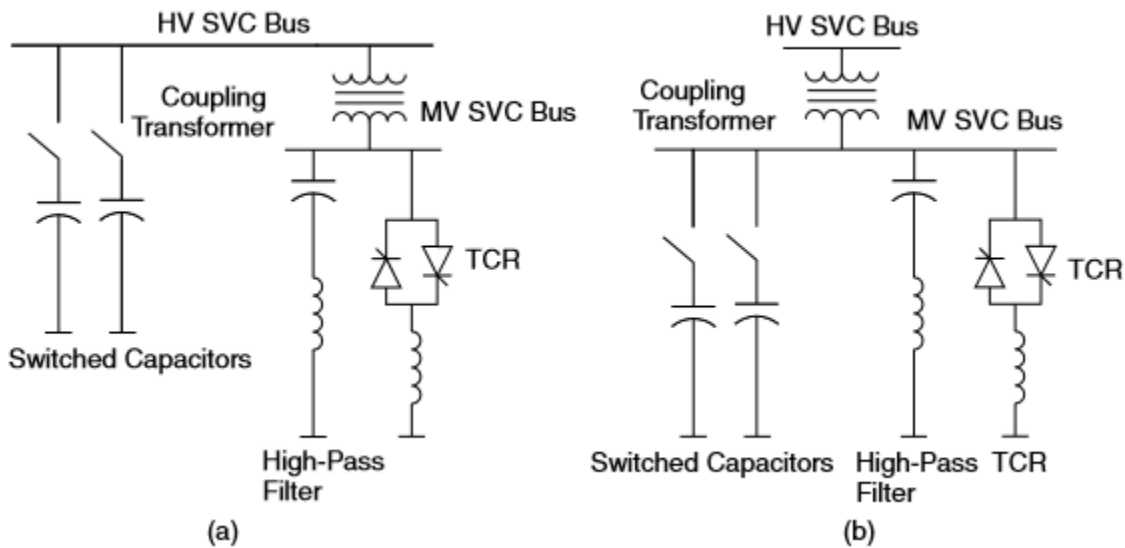 HV SVC Bus
Coupling
Transformer
MV SVC Bus
TCR
Switched Capacitors
High-Pass
Filter
(a)
HV SVC Bus
Coupling
Transformer
MV SVC Bus
TCR
Switched Capacitors
High-Pass
Filter
TCR
(b)